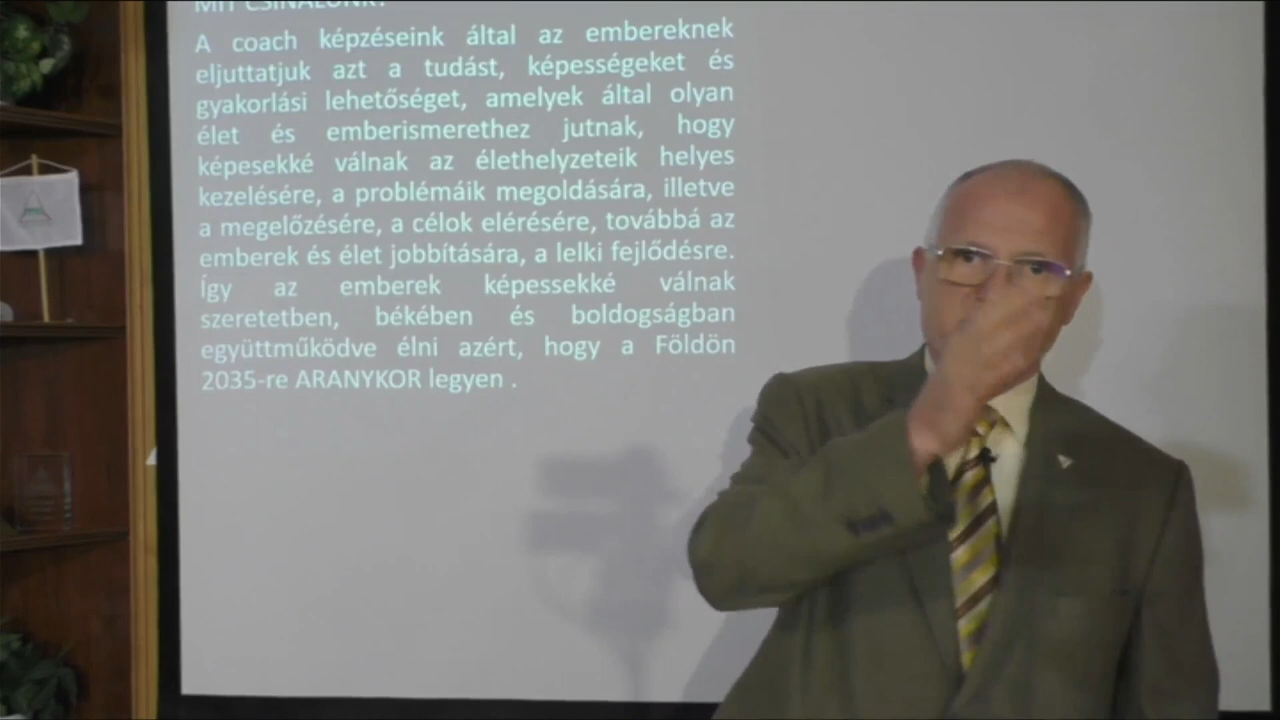 MIT CSINÁLUNK?
A coach képzéseink által az embereknek
eljuttatjuk azt a tudást, képességeket és
gyakorlási lehetőséget, amelyek által olyan
élet és emberismerethez jutnak, hogy
képesekké válnak az élethelyzeteik helyes
kezelésére, a problémáik megoldására, illetve
a megelőzésére, a célok elérésére, továbbá az
emberek és élet jobbítására, a lelki fejlődésre.
Így az emberek képessekké válnak
szeretetben, békében és boldogságban
együttműködve élni azért, hogy a Földön
2035-re ARANYKOR legyen .